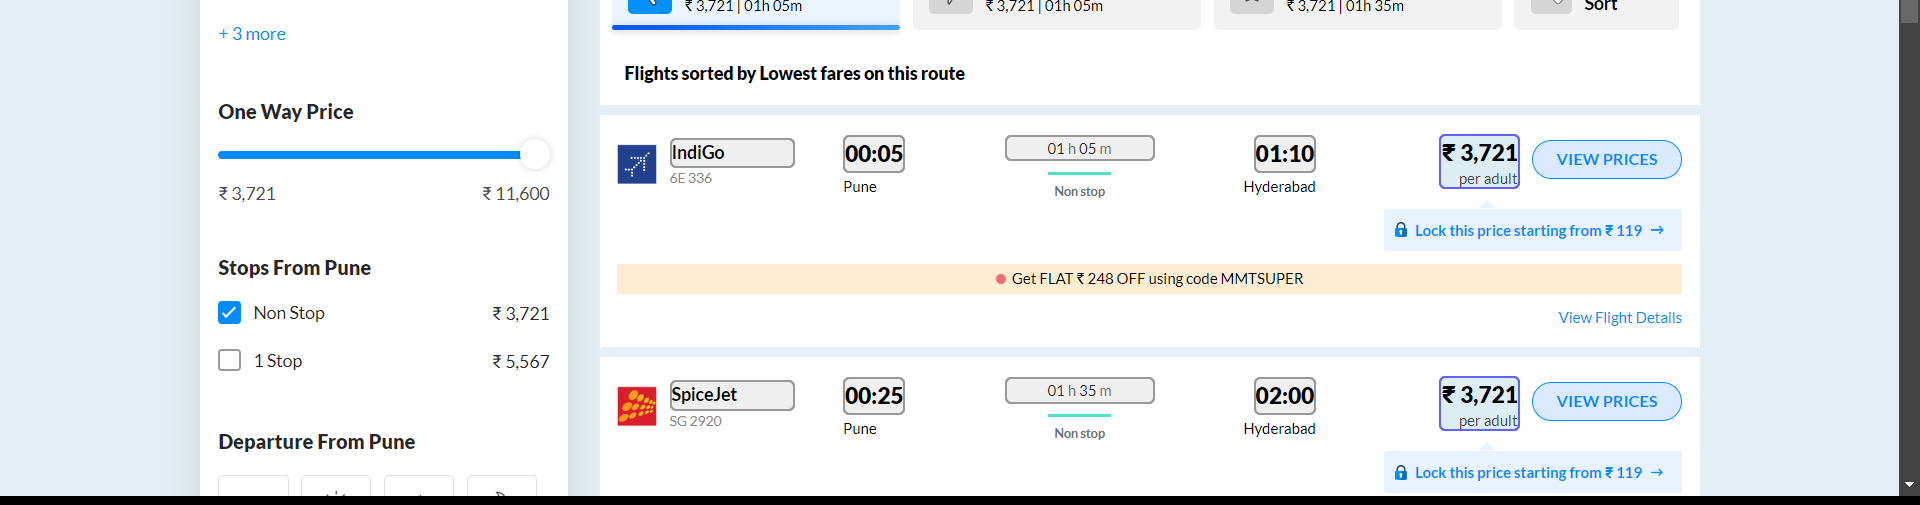 ₹ 3,721 | 01h 05m
₹ 3,721 | 01h 05m
₹ 3,721 | 01h 35m
Sort
+ 3 more
One Way Price
₹ 3,721
₹ 11,600
Stops From Pune
Non Stop
₹ 3,721
1 Stop
₹ 5,567
Departure From Pune
Flights sorted by Lowest fares on this route
IndiGo
6E 336
00:05
Pune
01 h 05 m
Non stop
01:10
Hyderabad
₹ 3,721
per adult
VIEW PRICES
Lock this price starting from ₹ 119 →
Get FLAT ₹ 248 OFF using code MMTSUPER
View Flight Details
SpiceJet
SG 2920
00:25
Pune
01 h 35 m
Non stop
02:00
Hyderabad
₹ 3,721
per adult
VIEW PRICES
Lock this price starting from ₹ 119 →